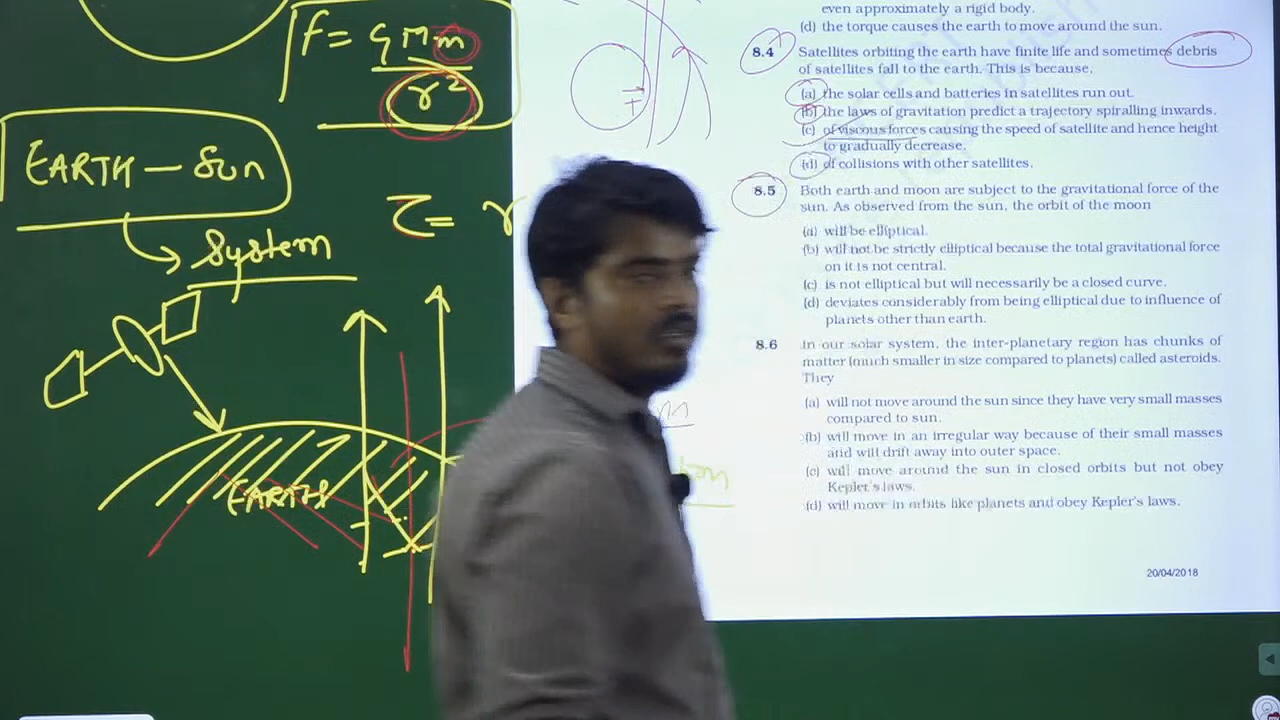 F = GMm
r²
EARTH - Sun
System
τ = r
EARTH
even approximately a rigid body.
(d) the torque causes the earth to move around the sun.
8.4 Satellites orbiting the earth have finite life and sometimes debris
of satellites fall to the earth. This is because,
(a) the solar cells and batteries in satellites run out.
(b) the laws of gravitation predict a trajectory spiralling inwards.
(c) of viscous forces causing the speed of satellite and hence height
to gradually decrease.
(d) of collisions with other satellites.
8.5 Both earth and moon are subject to the gravitational force of the
sun. As observed from the sun, the orbit of the moon
(a) will be elliptical.
(b) will not be strictly elliptical because the total gravitational force
on it is not central.
(c) is not elliptical but will necessarily be a closed curve.
(d) deviates considerably from being elliptical due to influence of
planets other than earth.
8.6 In our solar system, the inter-planetary region has chunks of
matter (much smaller in size compared to planets) called asteroids.
They
(a) will not move around the sun since they have very small masses
compared to sun.
(b) will move in an irregular way because of their small masses
and will drift away into outer space.
(c) will move around the sun in closed orbits but not obey
Kepler's laws.
(d) will move in orbits like planets and obey Kepler's laws.
20/04/2018